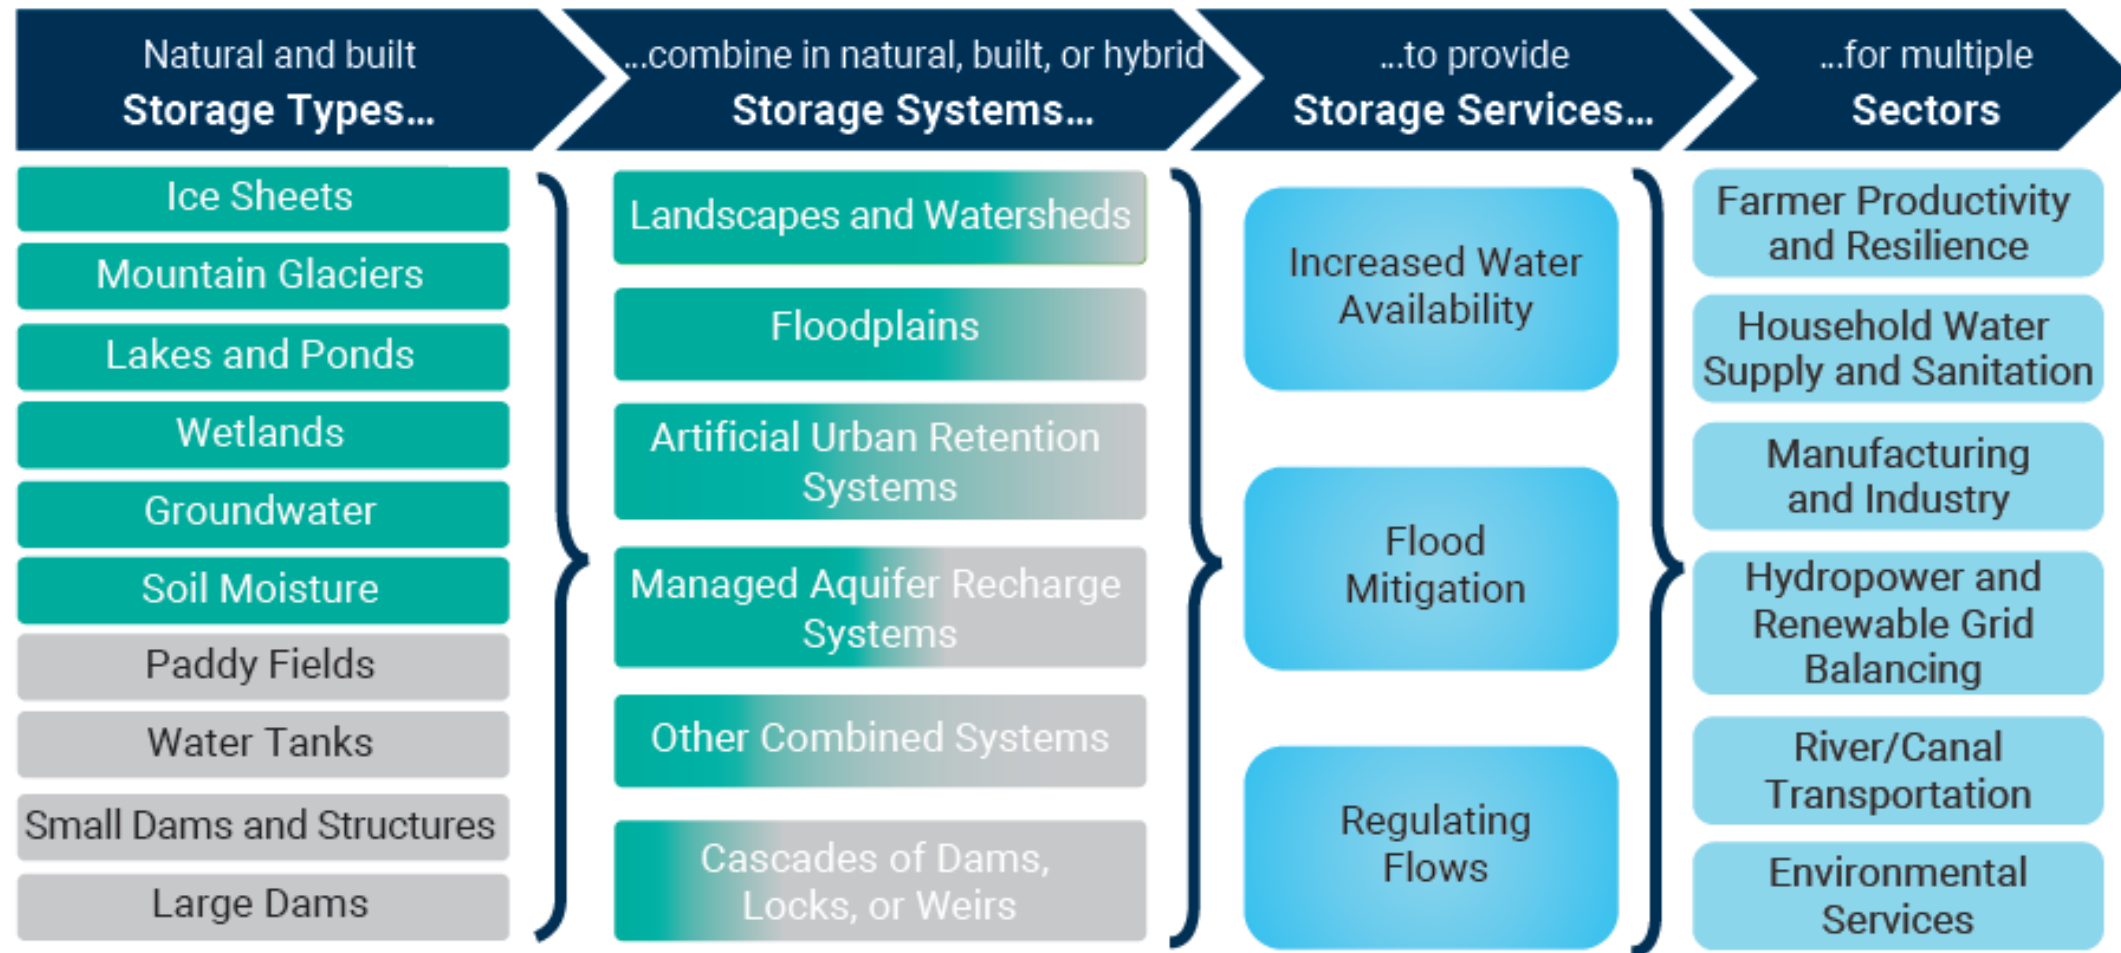 Natural and built
Storage Types...
...combine in natural, built, or hybrid
Storage Systems...
...to provide
Storage Services...
...for multiple
Sectors
Ice Sheets
Mountain Glaciers
Lakes and Ponds
Wetlands
Groundwater
Soil Moisture
Paddy Fields
Water Tanks
Small Dams and Structures
Large Dams
Landscapes and Watersheds
Floodplains
Artificial Urban Retention
Systems
Managed Aquifer Recharge
Systems
Other Combined Systems
Cascades of Dams,
Locks, or Weirs
Increased Water
Availability
Flood
Mitigation
Regulating
Flows
Farmer Productivity
and Resilience
Household Water
Supply and Sanitation
Manufacturing
and Industry
Hydropower and
Renewable Grid
Balancing
River/Canal
Transportation
Environmental
Services